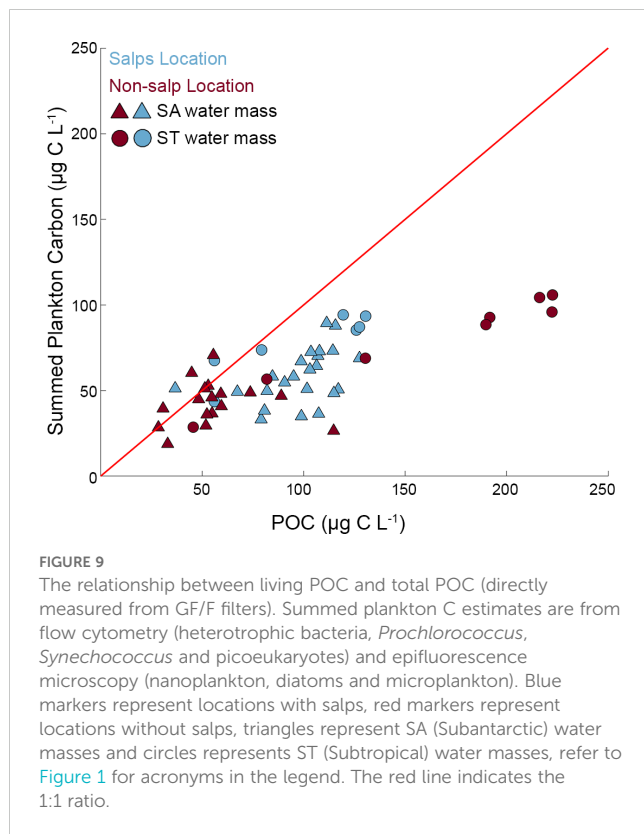 250
Salps Location
Non-salp Location
SA water mass
ST water mass
200
150
100
50
0
Summed Plankton Carbon (µg C L-1)
50
100
150
200
250
POC (µg C L-1)
FIGURE 9
The relationship between living POC and total POC (directly
measured from GF/F filters). Summed plankton C estimates are from
flow cytometry (heterotrophic bacteria, Prochlorococcus,
Synechococcus and picoeukaryotes) and epifluorescence
microscopy (nanoplankton, diatoms and microplankton). Blue
markers represent locations with salps, red markers represent
locations without salps, triangles represent SA (Subantarctic) water
masses and circles represents ST (Subtropical) water masses, refer to
Figure 1 for acronyms in the legend. The red line indicates the
1:1 ratio.